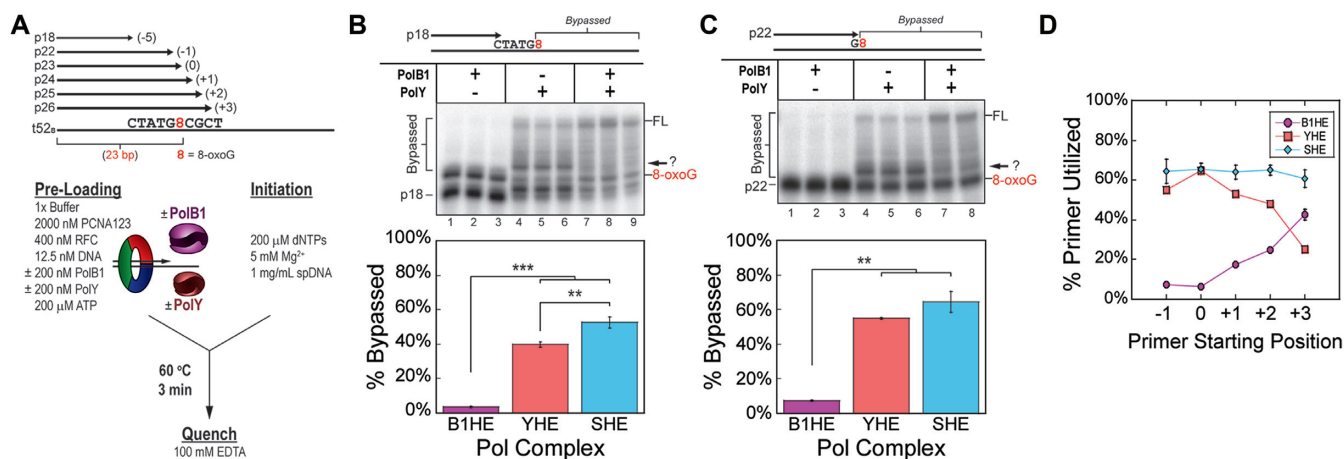 A
p18 (-5)
p22 (-1)
p23 (0)
p24 (+1)
p25 (+2)
p26 (+3)
CTATG8CGCT
t52₈
(23 bp) 8 = 8-oxoG
Pre-Loading
1x Buffer
2000 nM PCNA123
400 nM RFC
12.5 nM DNA
± 200 nM PolB1
± 200 nM PolY
200 μM ATP
± PolB1
± PolY
Initiation
200 μM dNTPs
5 mM Mg²⁺
1 mg/mL spDNA
60 °C
3 min
Quench
100 mM EDTA
B
Bypassed
p18
CTATG8
PolB1 + - +
PolY - + +
Bypassed
FL
?
8-oxoG
p18
1 2 3 4 5 6 7 8 9
% Bypassed
100%
80%
60%
40%
20%
0%
***
**
B1HE YHE SHE
Pol Complex
C
Bypassed
p22
G8
PolB1 + - +
PolY - + +
Bypassed
FL
?
8-oxoG
p22
1 2 3 4 5 6 7 8
% Bypassed
100%
80%
60%
40%
20%
0%
**
B1HE YHE SHE
Pol Complex
D
% Primer Utilized
100%
80%
60%
40%
20%
0%
B1HE
YHE
SHE
-1 0 +1 +2 +3
Primer Starting Position